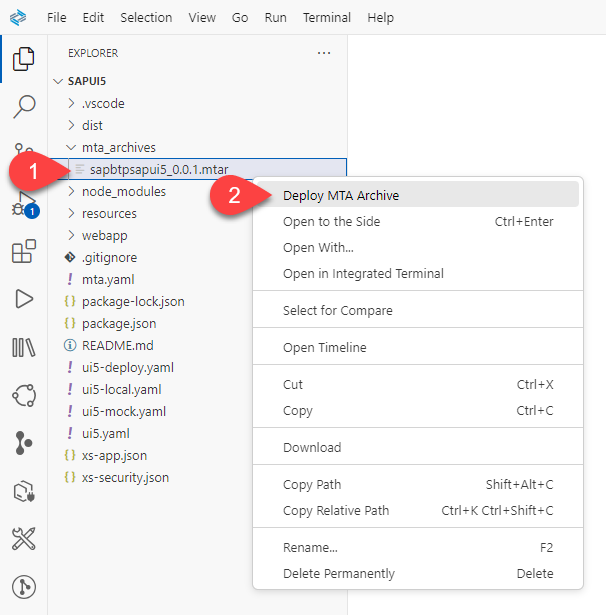 File Edit Selection View Go Run Terminal Help
EXPLORER ...
SAPUI5
.vscode
dist
mta_archives
1 sapbtpsapui5_0.0.1.mtar
node_modules
resources
webapp
.gitignore
mta.yaml
package-lock.json
package.json
README.md
ui5-deploy.yaml
ui5-local.yaml
ui5-mock.yaml
ui5.yaml
xs-app.json
xs-security.json
1
2 Deploy MTA Archive
Open to the Side Ctrl+Enter
Open With...
Open in Integrated Terminal
Select for Compare
Open Timeline
Cut Ctrl+X
Copy Ctrl+C
Download
Copy Path Shift+Alt+C
Copy Relative Path Ctrl+K Ctrl+Shift+C
Rename... F2
Delete Permanently Delete